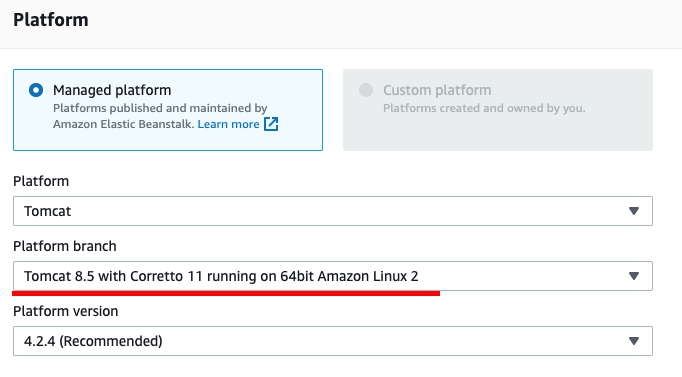 Platform
Managed platform
Platforms published and maintained by
Amazon Elastic Beanstalk. Learn more
Custom platform
Platforms created and owned by you.
Platform
Tomcat
Platform branch
Tomcat 8.5 with Corretto 11 running on 64bit Amazon Linux 2
Platform version
4.2.4 (Recommended)